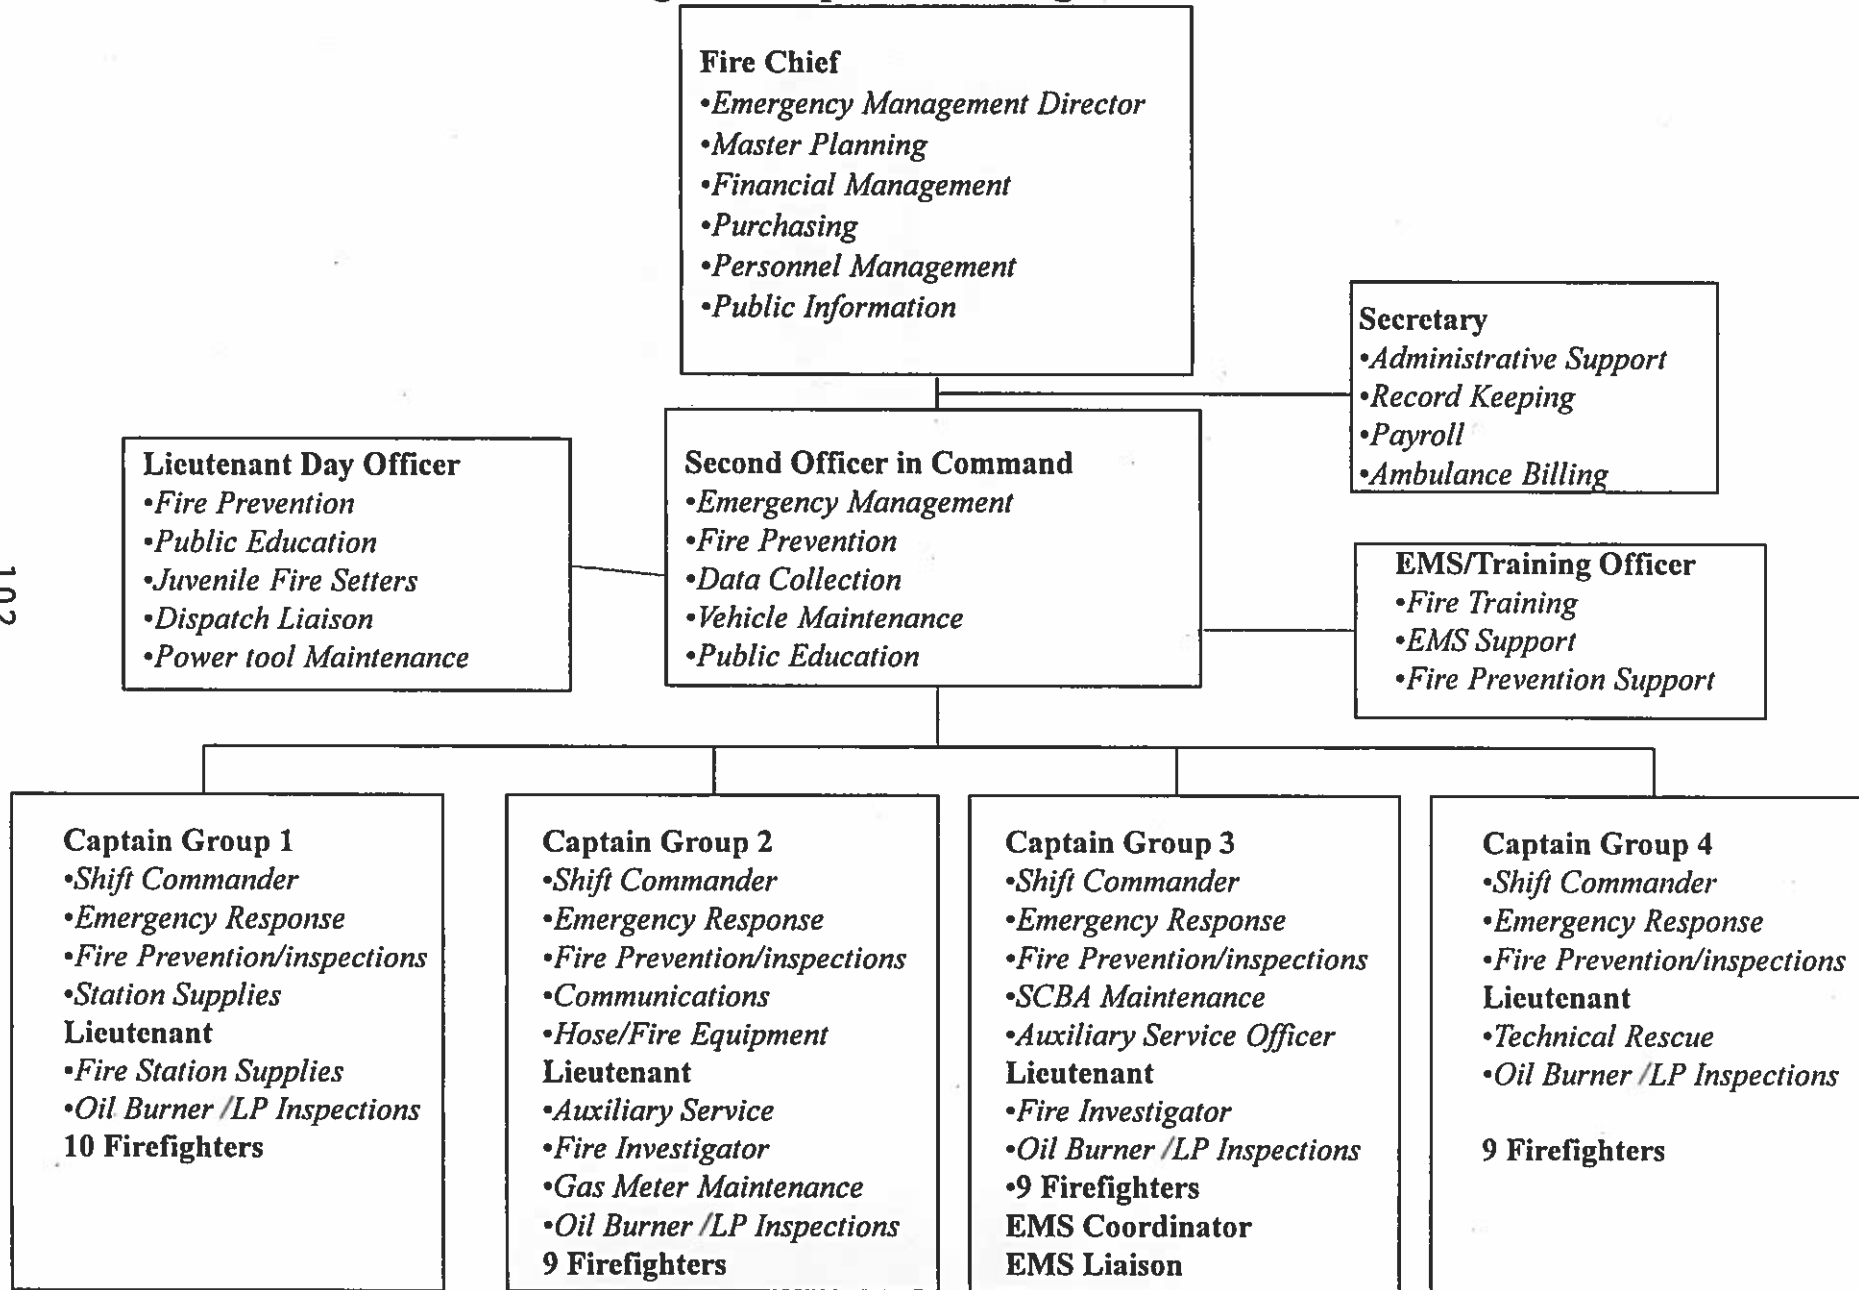 Fire Chief
•Emergency Management Director
•Master Planning
•Financial Management
•Purchasing
•Personnel Management
•Public Information
Secretary
•Administrative Support
•Record Keeping
•Payroll
•Ambulance Billing
Lieutenant Day Officer
•Fire Prevention
•Public Education
•Juvenile Fire Setters
•Dispatch Liaison
•Power tool Maintenance
Second Officer in Command
•Emergency Management
•Fire Prevention
•Data Collection
•Vehicle Maintenance
•Public Education
EMS/Training Officer
•Fire Training
•EMS Support
•Fire Prevention Support
102
Captain Group 1
•Shift Commander
•Emergency Response
•Fire Prevention/inspections
•Station Supplies
Lieutenant
•Fire Station Supplies
•Oil Burner /LP Inspections
10 Firefighters
Captain Group 2
•Shift Commander
•Emergency Response
•Fire Prevention/inspections
•Communications
•Hose/Fire Equipment
Lieutenant
•Auxiliary Service
•Fire Investigator
•Gas Meter Maintenance
•Oil Burner /LP Inspections
9 Firefighters
Captain Group 3
•Shift Commander
•Emergency Response
•Fire Prevention/inspections
•SCBA Maintenance
•Auxiliary Service Officer
Lieutenant
•Fire Investigator
•Oil Burner /LP Inspections
•9 Firefighters
EMS Coordinator
EMS Liaison
Captain Group 4
•Shift Commander
•Emergency Response
•Fire Prevention/inspections
Lieutenant
•Technical Rescue
•Oil Burner /LP Inspections
9 Firefighters